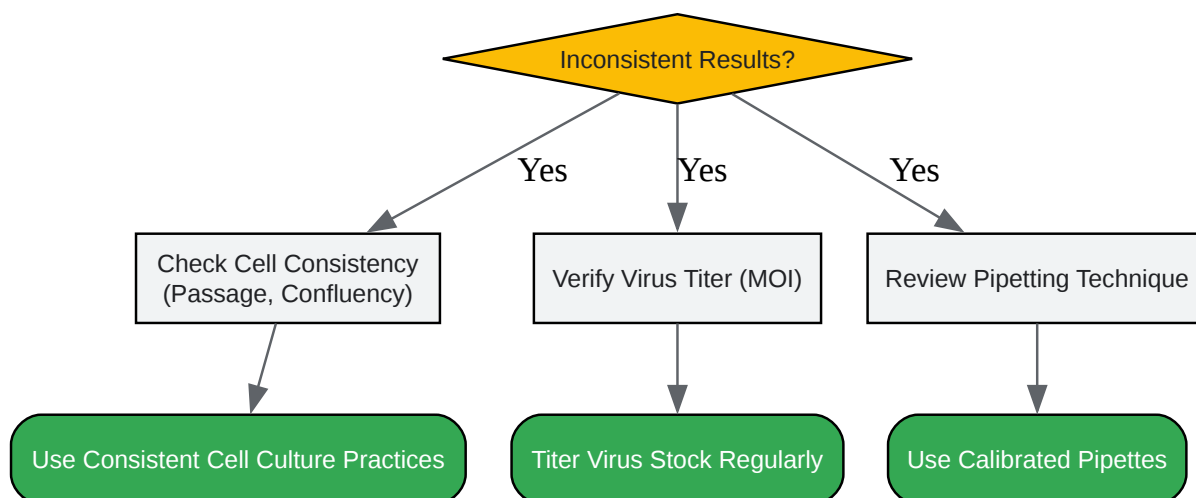 Inconsistent Results?
Yes
Yes
Yes
Check Cell Consistency
(Passage, Confluency)
Verify Virus Titer (MOI)
Review Pipetting Technique
Use Consistent Cell Culture Practices
Titer Virus Stock Regularly
Use Calibrated Pipettes